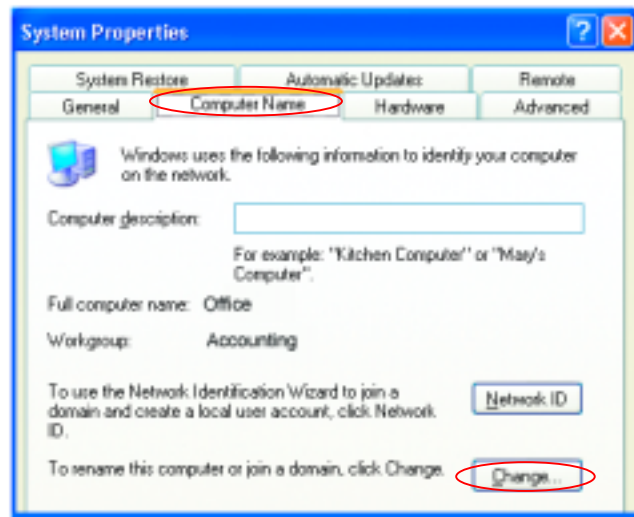 System Properties
System Restore Automatic Updates Remote
General Computer Name Hardware Advanced
Windows uses the following information to identify your computer
on the network.
Computer description:
For example: "Kitchen Computer" or "Mary's
Computer".
Full computer name: Office
Workgroup: Accounting
To use the Network Identification Wizard to join a
domain and create a local user account, click Network
ID.
Network ID
To rename this computer or join a domain, click Change.
Change...